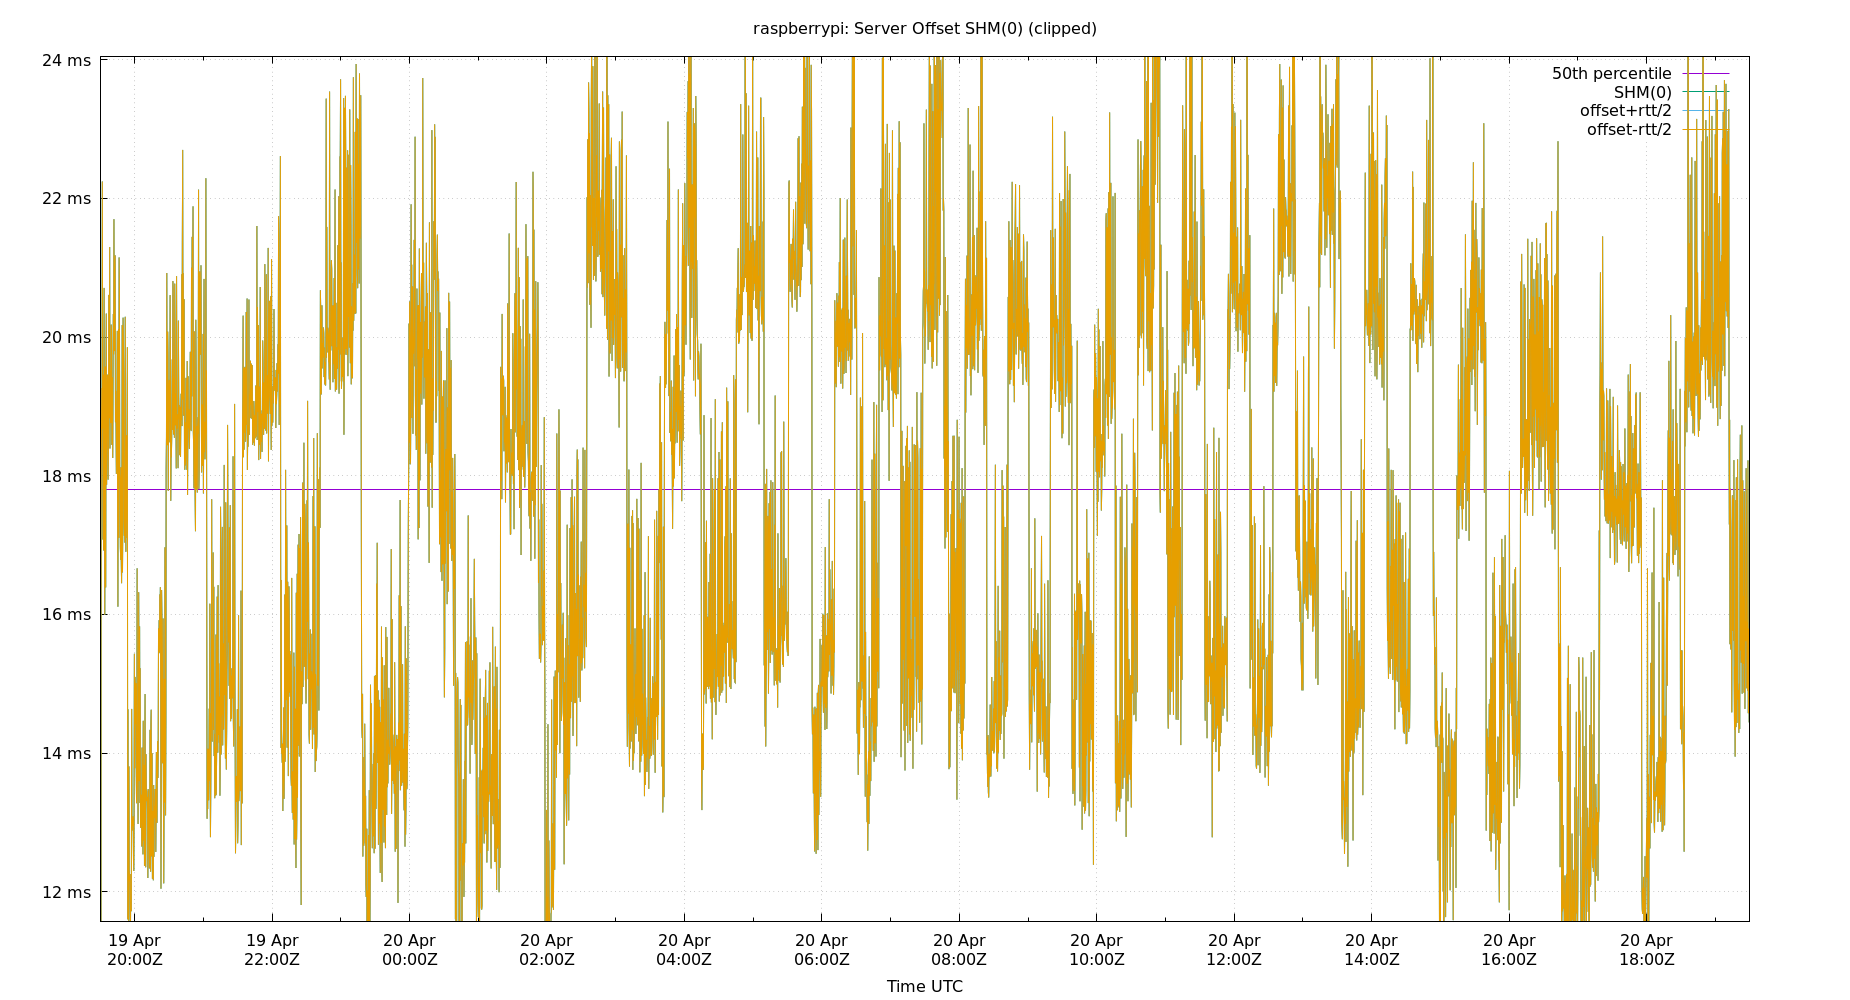 raspberrypi: Server Offset SHM(0) (clipped)
24 ms
22 ms
20 ms
18 ms
16 ms
14 ms
12 ms
50th percentile
SHM(0)
offset+rtt/2
offset-rtt/2
19 Apr 19 Apr 20 Apr 20 Apr 20 Apr 20 Apr 20 Apr 20 Apr 20 Apr 20 Apr 20 Apr 20 Apr
20:00Z 22:00Z 00:00Z 02:00Z 04:00Z 06:00Z 08:00Z 10:00Z 12:00Z 14:00Z 16:00Z 18:00Z
Time UTC